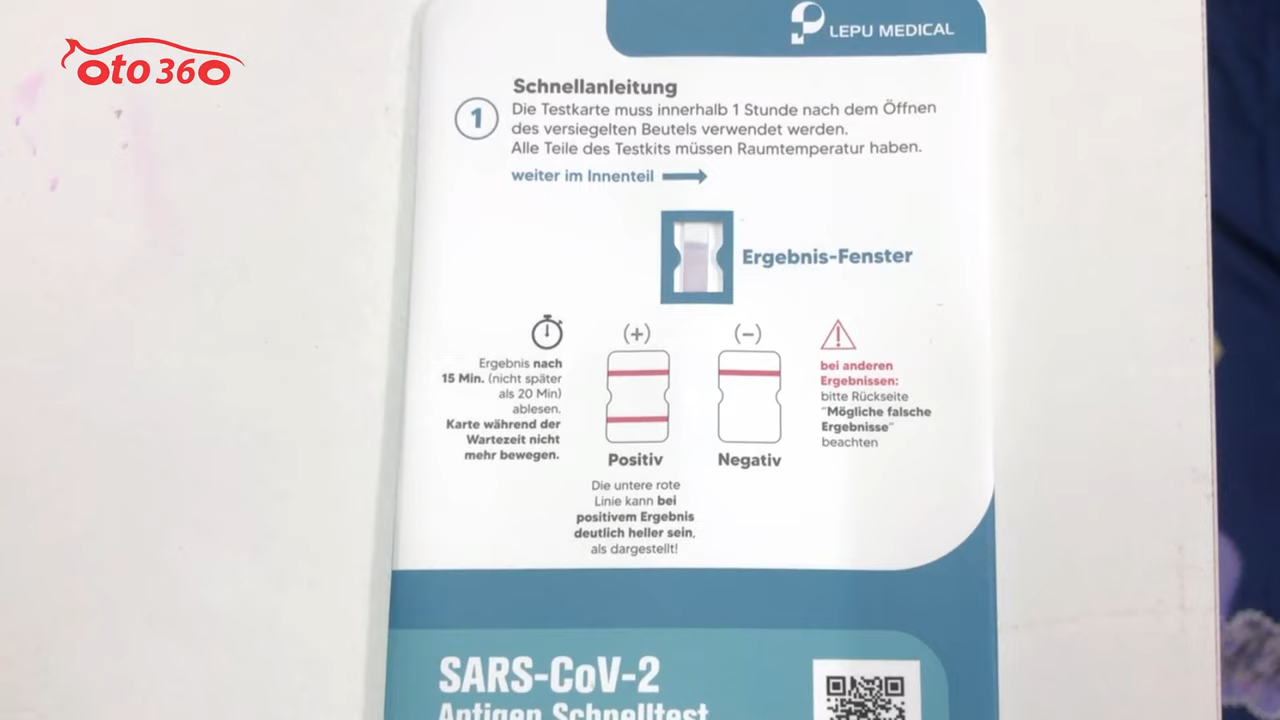 oto 360
LEPU MEDICAL
Schnellanleitung
1
Die Testkarte muss innerhalb 1 Stunde nach dem Öffnen
des versiegelten Beutels verwendet werden.
Alle Teile des Testkits müssen Raumtemperatur haben.
weiter im Innenteil
Ergebnis-Fenster
Ergebnis nach
15 Min. (nicht später
als 20 Min)
ablesen.
Karte während der
Wartezeit nicht
mehr bewegen.
(+)
Positiv
Die untere rote
Linie kann bei
positivem Ergebnis
deutlich heller sein,
als dargestellt!
(–)
Negativ
bei anderen
Ergebnissen:
bitte Rückseite
"Mögliche falsche
Ergebnisse"
beachten
SARS-CoV-2
Antigen Schnelltest